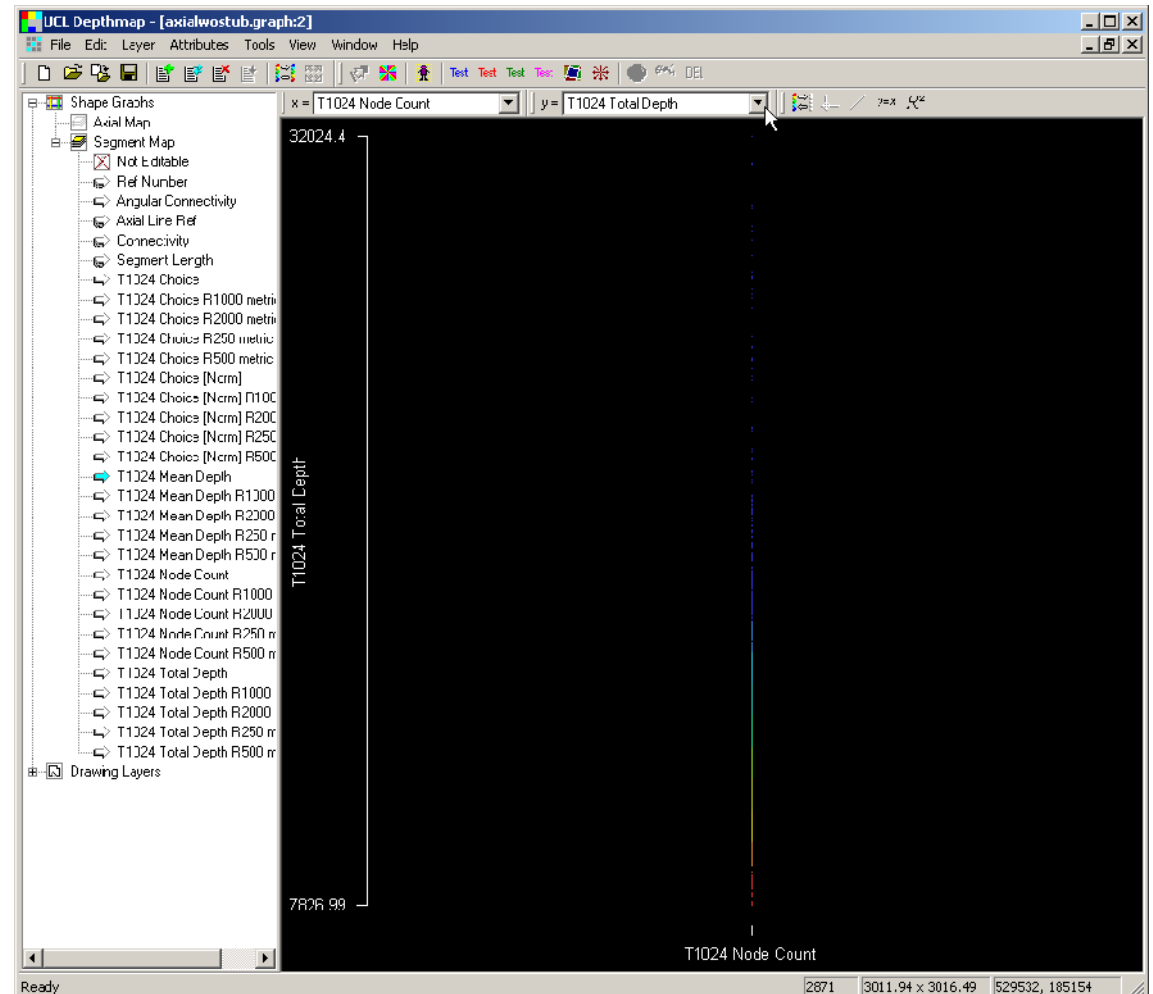 UCL Depthmap - [axialwostub.graph:2]
File Edit Layer Attributes Tools View Window Help
Test Test Test Test DEL
Shape Graphs
x = T1024 Node Count y = T1024 Total Depth y=x R²
Axial Map
Segment Map
Not Editable
Ref Number
Angular Connectivity
Axial Line Ref
Connectivity
Segment Length
T1024 Choice
T1024 Choice R1000 metri
T1024 Choice R2000 metri
T1024 Choice R250 metric
T1024 Choice R500 metric
T1024 Choice [Norm]
T1024 Choice [Norm] R100
T1024 Choice [Norm] R200
T1024 Choice [Norm] R250
T1024 Choice [Norm] R500
T1024 Mean Depth
T1024 Mean Depth R1000
T1024 Mean Depth R2000
T1024 Mean Depth R250 r
T1024 Mean Depth R500 r
T1024 Node Count
T1024 Node Count R1000
T1024 Node Count R2000
T1024 Node Count R250 m
T1024 Node Count R500 m
T1024 Total Depth
T1024 Total Depth R1000
T1024 Total Depth R2000
T1024 Total Depth R250 m
T1024 Total Depth R500 m
Drawing Layers
32024.4
T1024 Total Depth
7826.99
T1024 Node Count
Ready 2871 3011.94 x 3016.49 529532, 185154